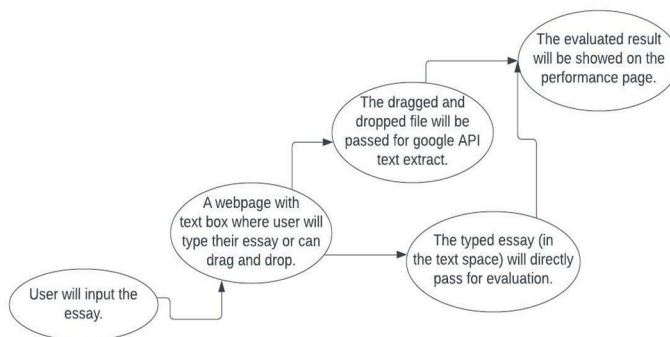 User will input the
essay.
A webpage with
text box where user will
type their essay or can
drag and drop.
The dragged and
dropped file will be
passed for google API
text extract.
The typed essay (in
the text space) will directly
pass for evaluation.
The evaluated result
will be showed on the
performance page.